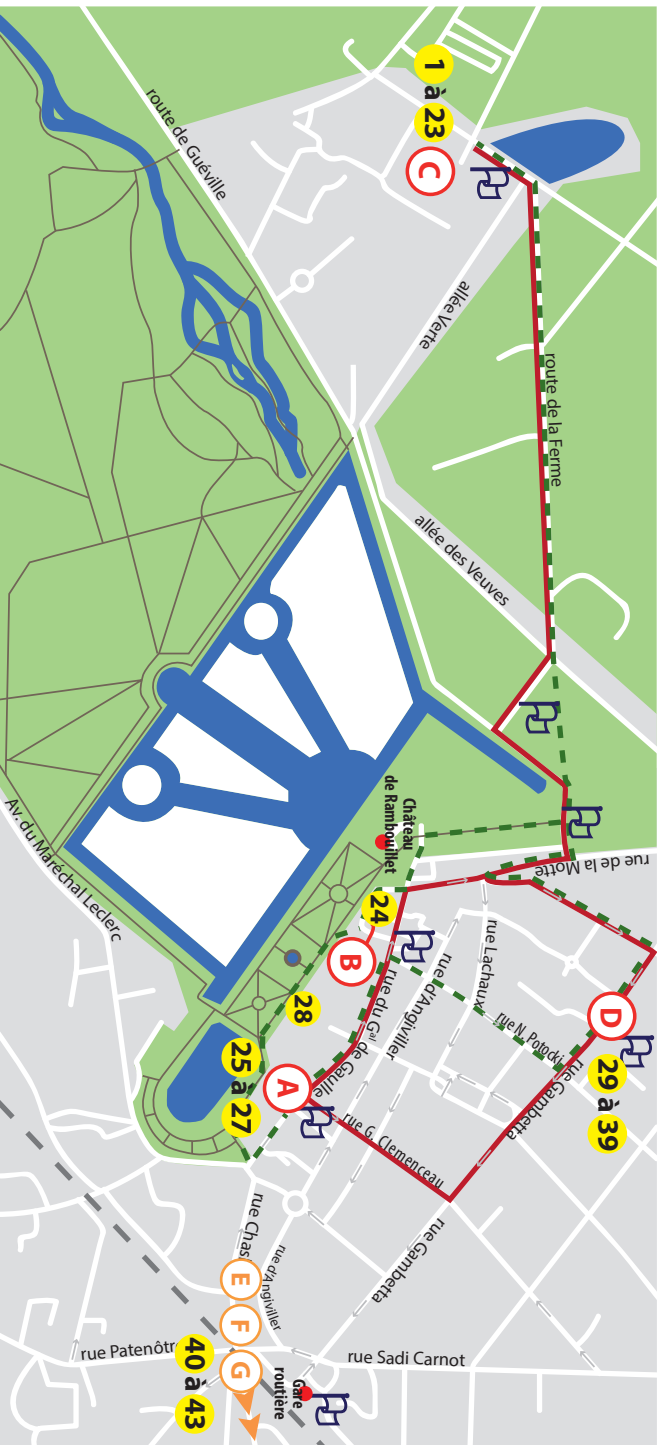 1 à 23
C
route de Guéville
allée Verte
route de la Ferme
allée des Veuves
Château
de Rambouillet
Av. du Maréchal Leclerc
rue de la Motte
24
B
28
25 à 27
A
rue Lachaux
rue d'Angiviller
rue du Gal de Gaulle
rue N. Potocki
D
29 à 39
rue Gambetta
rue G. Clemenceau
rue Gambetta
rue Chas
rue d'Angiviller
E
F
G
40 à 43
rue Patenôtr
rue Sadi Carnot
Gare
routière